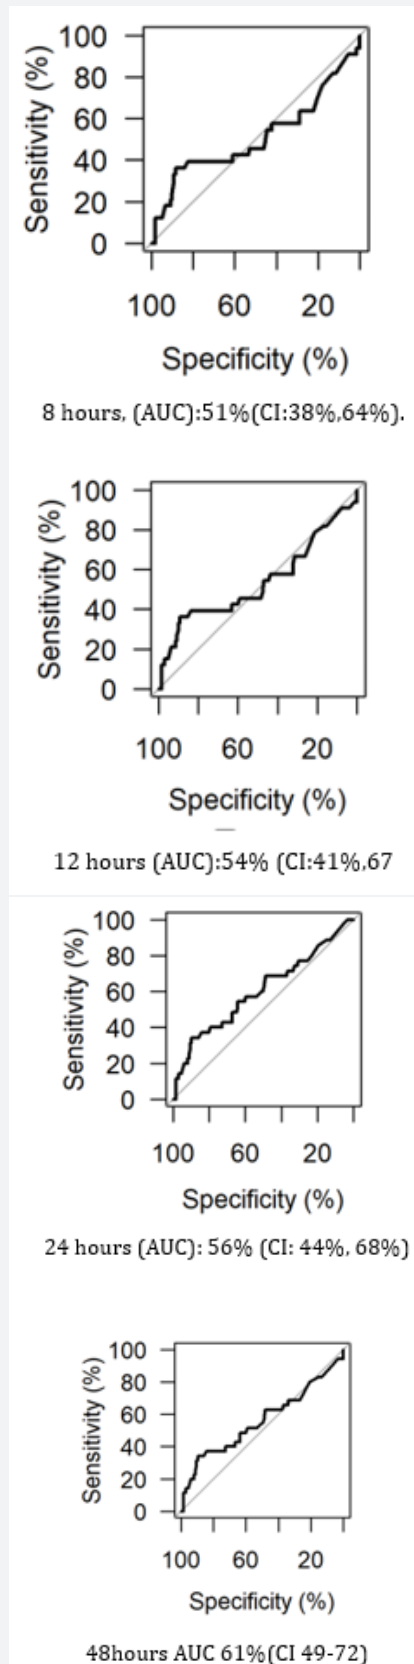 100
80
60
40
20
0
Sensitivity (%)
100 60 20
Specificity (%)
8 hours, (AUC):51%(CI:38%,64%).
100
80
60
40
20
0
Sensitivity (%)
100 60 20
Specificity (%)
12 hours (AUC):54% (CI:41%,67
100
80
60
40
20
0
Sensitivity (%)
100 60 20
Specificity (%)
24 hours (AUC): 56% (CI: 44%, 68%)
100
80
60
40
20
0
Sensitivity (%)
100 60 20
Specificity (%)
48hours AUC 61%(CI 49-72)